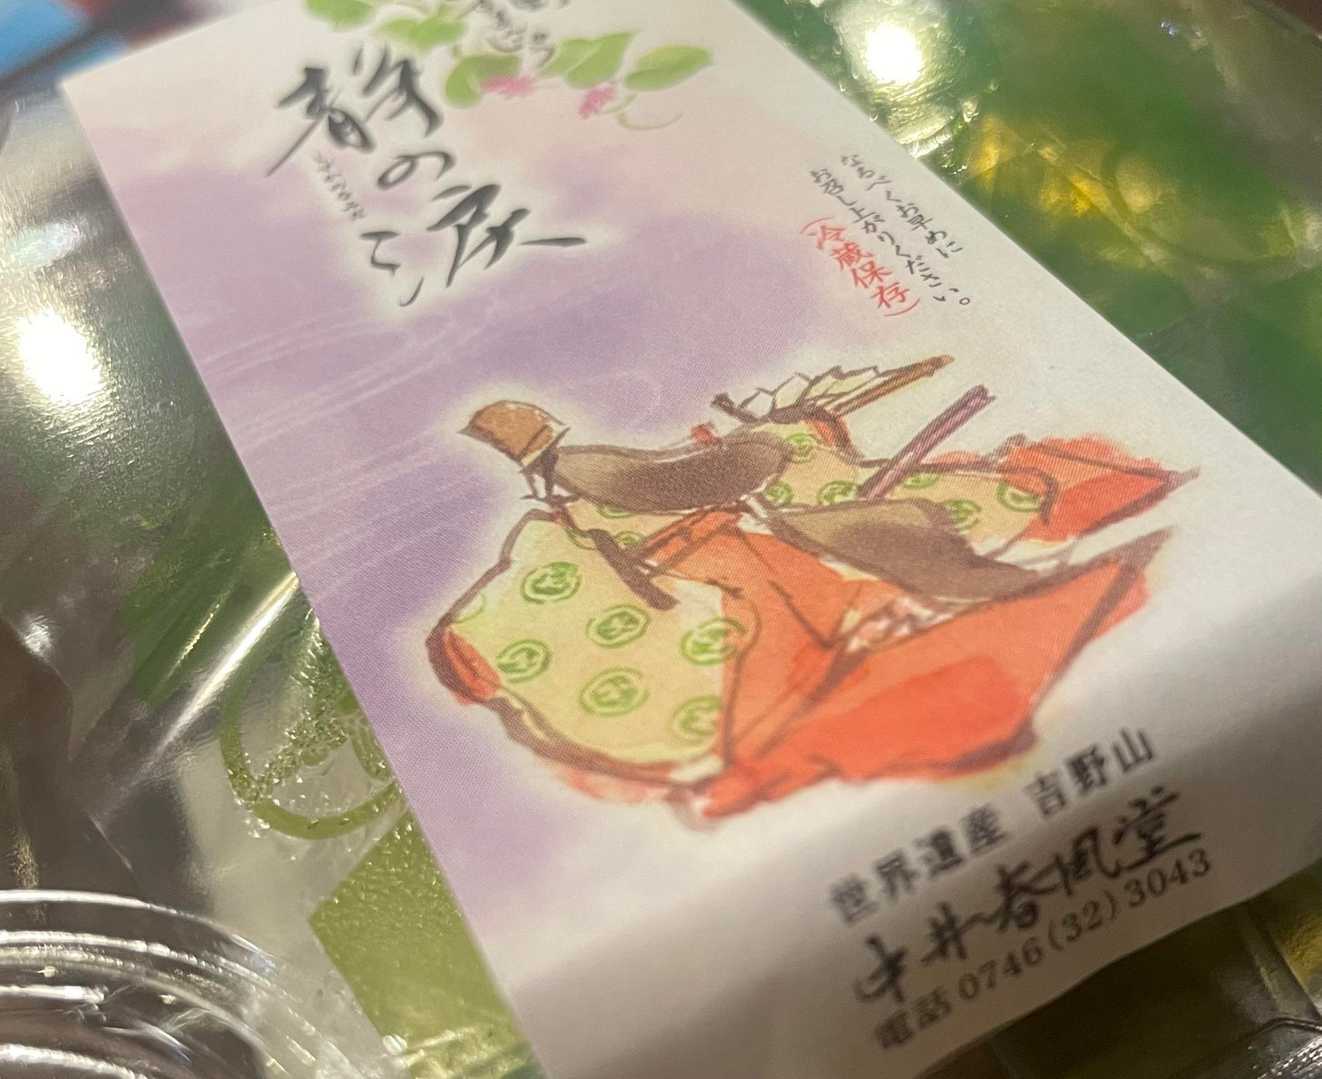 静の涙
なるべくお早めに
お召し上がりください。
(冷蔵保存)
世界遺産 吉野山
中井春風堂
電話 0746(32)3043